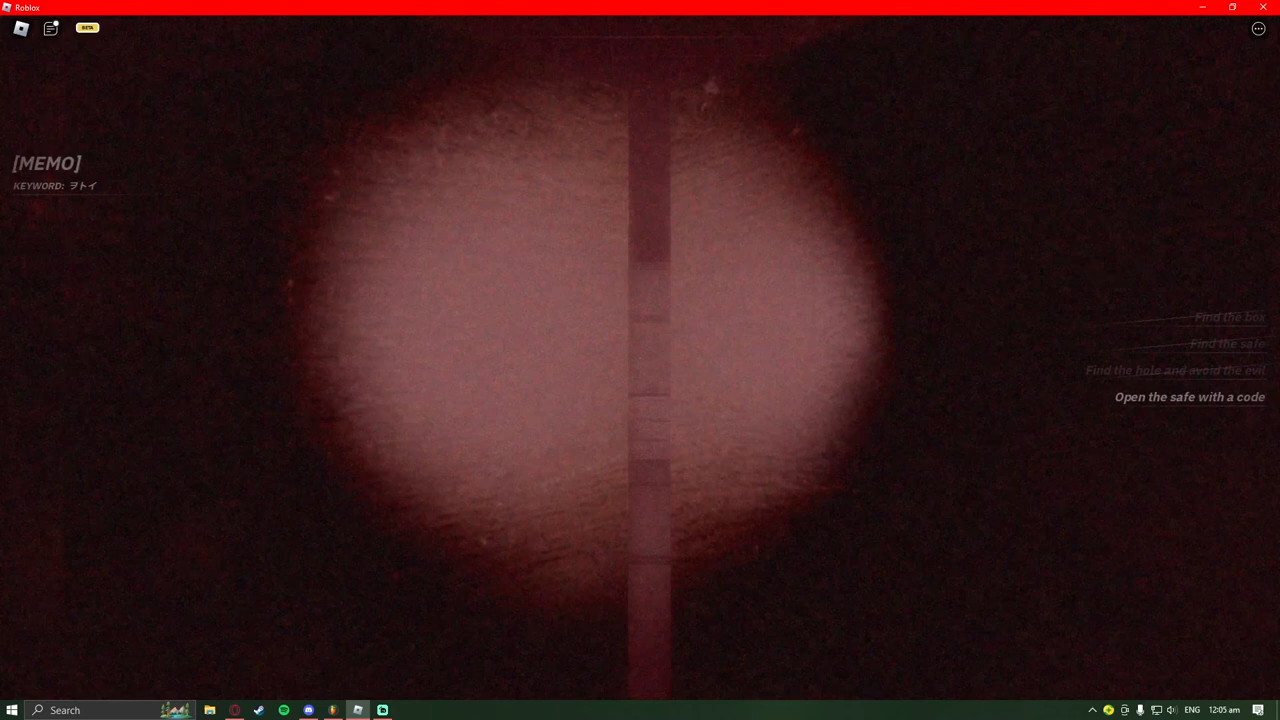 Roblox
BETA
[MEMO]
KEYWORD: ヲトイ
Find the box
Find the safe
Find the hole and avoid the evil
Open the safe with a code
Search
ENG
12:05 am